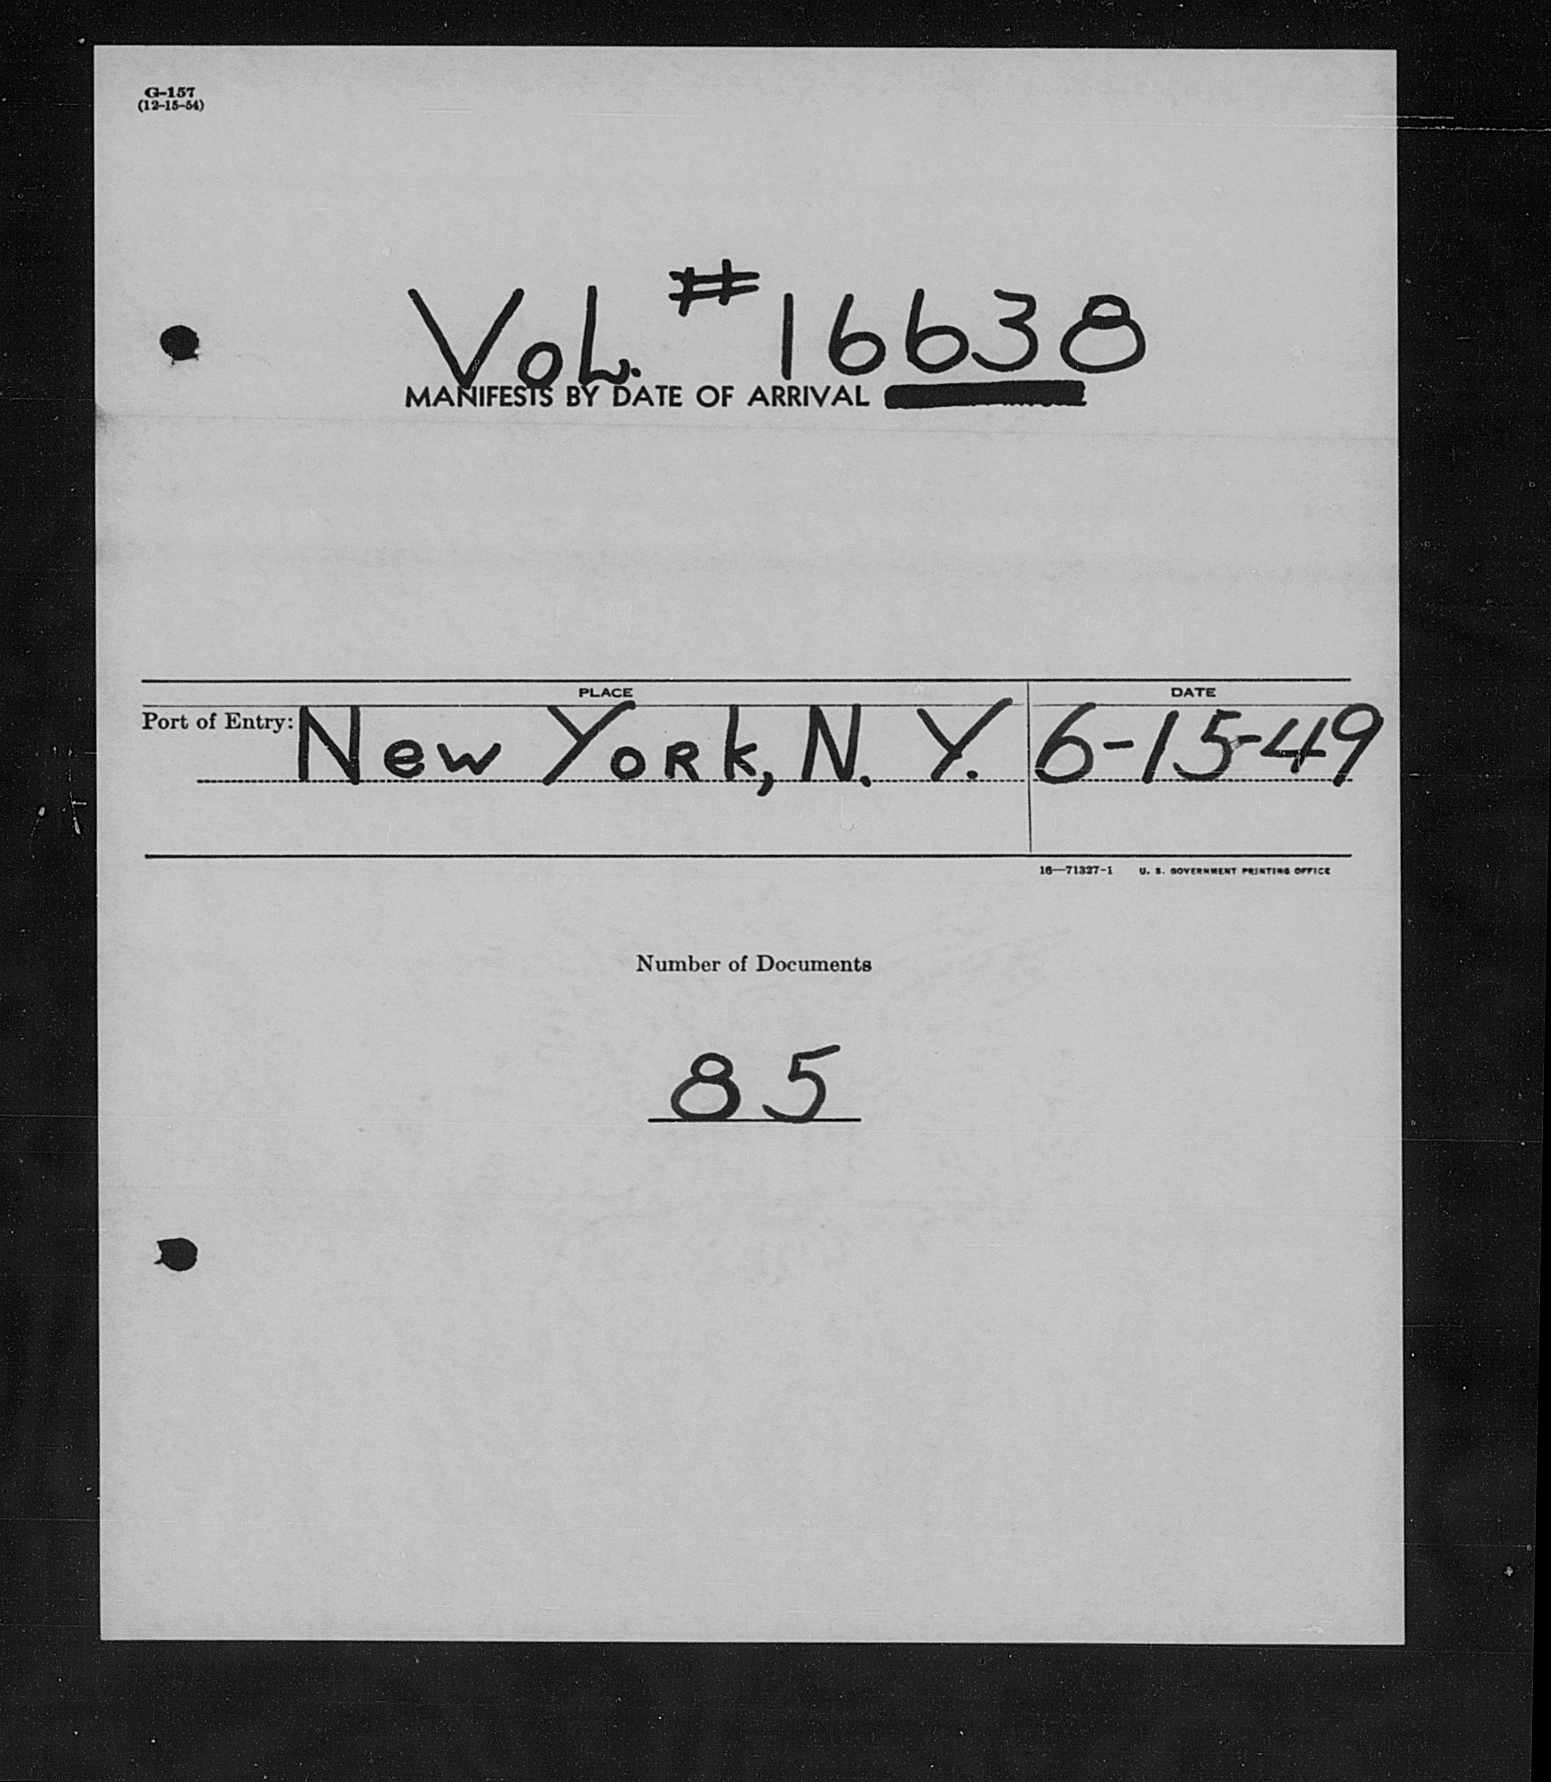 G-157
(12-15-54)
Vol. # 16638
MANIFESTS BY DATE OF ARRIVAL
PLACE DATE
Port of Entry: New York, N. Y. 6-15-49
16—71327-1 U. S. GOVERNMENT PRINTING OFFICE
Number of Documents
85